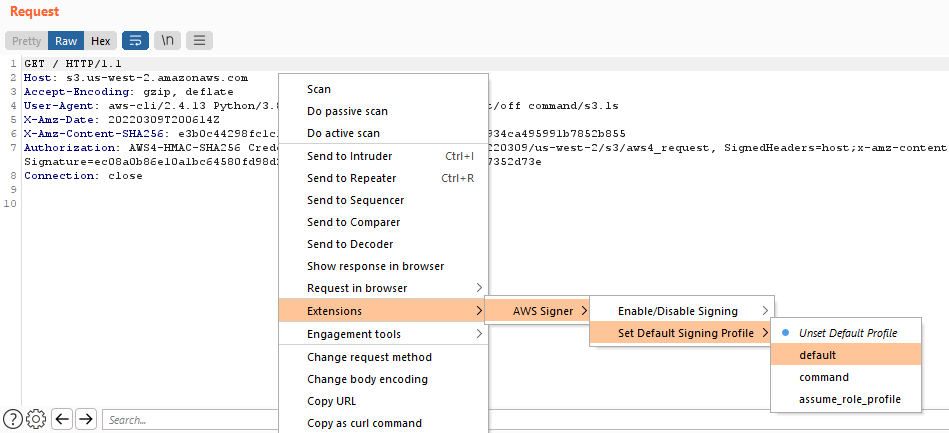 Request
Pretty Raw Hex \n
1 GET / HTTP/1.1
2 Host: s3.us-west-2.amazonaws.com
3 Accept-Encoding: gzip, deflate
4 User-Agent: aws-cli/2.4.13 Python/3.8 t/off command/s3.ls
5 X-Amz-Date: 20220309T200614Z
6 X-Amz-Content-SHA256: e3b0c44298fc1c 934ca495991b7852b855
7 Authorization: AWS4-HMAC-SHA256 Crede 220309/us-west-2/s3/aws4_request, SignedHeaders=host;x-amz-content
Signature=ec08a0b86e10a1bc64580fd98d 7352d73e
8 Connection: close
9
10
Scan
Do passive scan
Do active scan
Send to Intruder Ctrl+I
Send to Repeater Ctrl+R
Send to Sequencer
Send to Comparer
Send to Decoder
Show response in browser
Request in browser
Extensions
Engagement tools
Change request method
Change body encoding
Copy URL
Copy as curl command
AWS Signer
Enable/Disable Signing
Set Default Signing Profile
Unset Default Profile
default
command
assume_role_profile
Search...